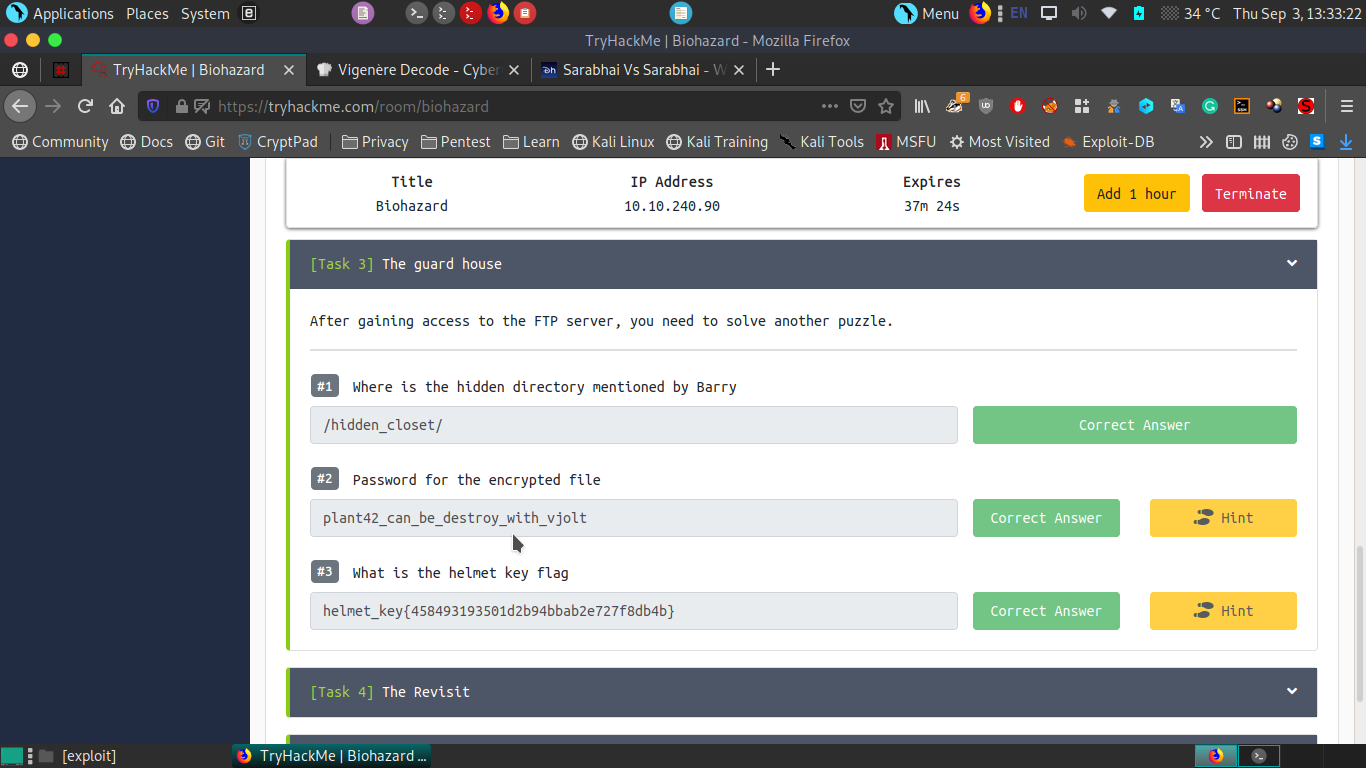 Applications Places System Menu EN 34 °C Thu Sep 3, 13:33:22
TryHackMe | Biohazard - Mozilla Firefox
TryHackMe | Biohazard Vigenère Decode - Cyber Sarabhai Vs Sarabhai - W
https://tryhackme.com/room/biohazard 6
Community Docs Git CryptPad Privacy Pentest Learn Kali Linux Kali Training Kali Tools MSFU Most Visited Exploit-DB
Title IP Address Expires
Biohazard 10.10.240.90 37m 24s
Add 1 hour Terminate
[Task 3] The guard house
After gaining access to the FTP server, you need to solve another puzzle.
#1 Where is the hidden directory mentioned by Barry
/hidden_closet/ Correct Answer
#2 Password for the encrypted file
plant42_can_be_destroy_with_vjolt Correct Answer Hint
#3 What is the helmet key flag
helmet_key{458493193501d2b94bbab2e727f8db4b} Correct Answer Hint
[Task 4] The Revisit
[exploit] TryHackMe | Biohazard ...